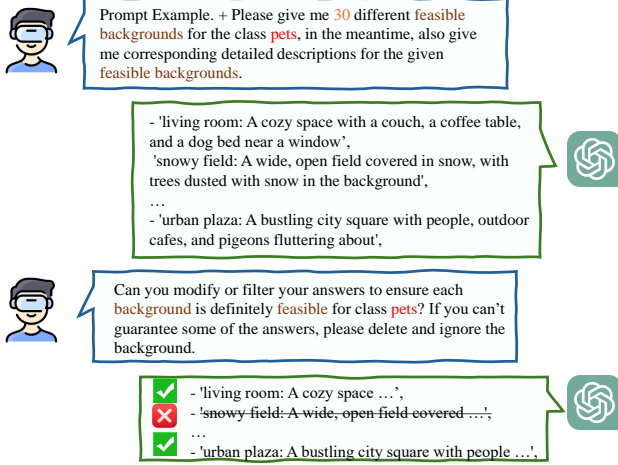 Prompt Example. + Please give me 30 different feasible
backgrounds for the class pets, in the meantime, also give
me corresponding detailed descriptions for the given
feasible backgrounds.
- 'living room: A cozy space with a couch, a coffee table,
and a dog bed near a window’,
'snowy field: A wide, open field covered in snow, with
trees dusted with snow in the background',
…
- 'urban plaza: A bustling city square with people, outdoor
cafes, and pigeons fluttering about',
Can you modify or filter your answers to ensure each
background is definitely feasible for class pets? If you can’t
guarantee some of the answers, please delete and ignore the
background.
- 'living room: A cozy space …’,
- 'snowy field: A wide, open field covered …',
…
- 'urban plaza: A bustling city square with people …',